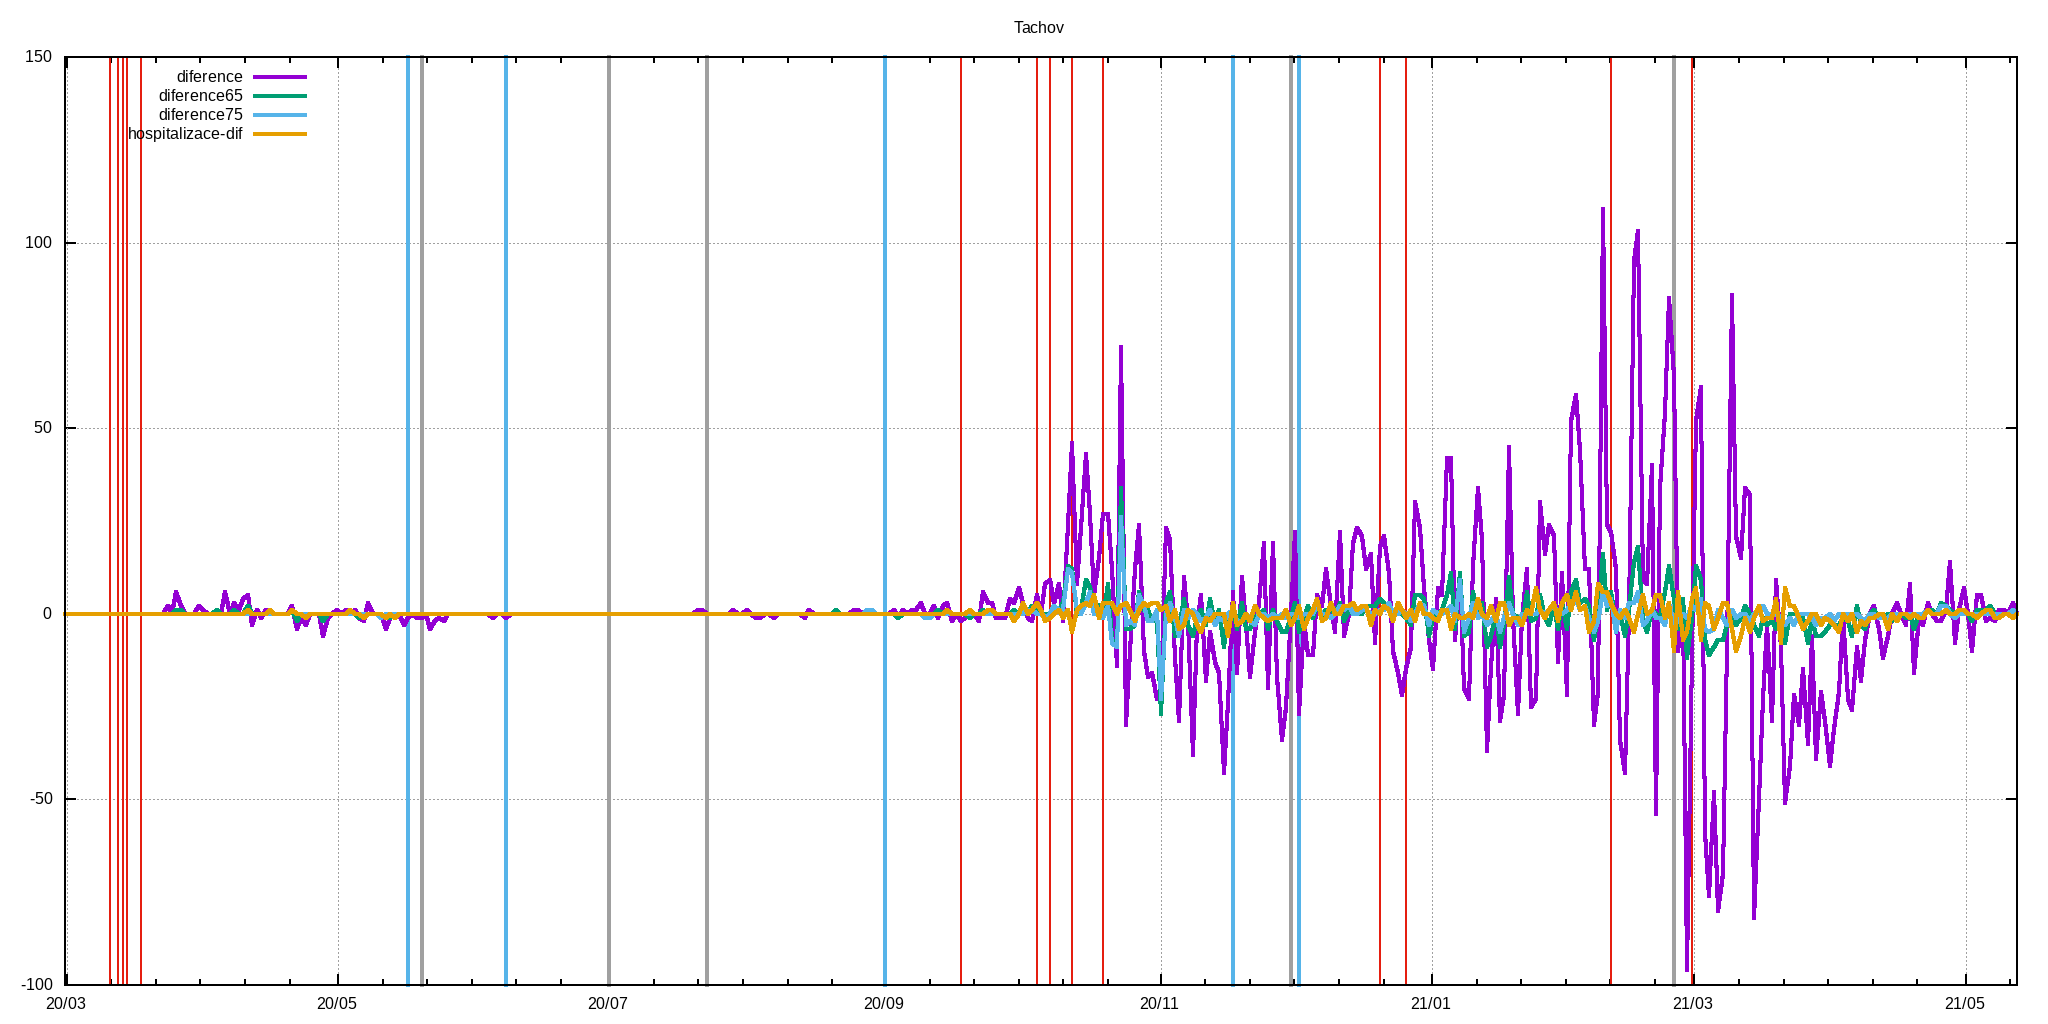 Tachov
150
100
50
0
-50
-100
diference
diference65
diference75
hospitalizace-dif
20/03 20/05 20/07 20/09 20/11 21/01 21/03 21/05